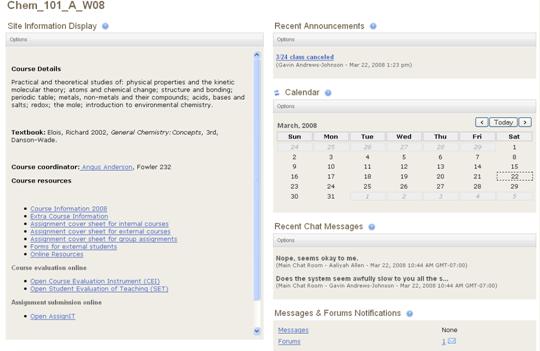 Chem_101_A_W08
Site Information Display
Options
Course Details
Practical and theoretical studies of: physical properties and the kinetic
molecular theory; atoms and chemical change; structure and bonding;
periodic table; metals, non-metals and their compounds; acids, bases and
salts; redox; the mole; introduction to environmental chemistry.
Textbook: Elois, Richard 2002, General Chemistry: Concepts, 3rd,
Danson-Wade.
Course coordinator: Angus Anderson, Fowler 232
Course resources
Course Information 2008
Extra Course Information
Assignment cover sheet for internal courses
Assignment cover sheet for external courses
Assignment cover sheet for group assignments
Forms for external students
Online Resources
Course evaluation online
Open Course Evaluation Instrument (CEI)
Open Student Evaluation of Teaching (SET)
Assignment submission online
Open AssignIT
Recent Announcements
Options
3/24 class canceled
(Gavin Andrews-Johnson - Mar 22, 2008 1:23 pm)
Calendar
Options
March, 2008 < Today >
Sun Mon Tue Wed Thu Fri Sat
24 25 26 27 28 29 1
2 3 4 5 6 7 8
9 10 11 12 13 14 15
16 17 18 19 20 21 22
23 24 25 26 27 28 29
30 31 1 2 3 4 5
Recent Chat Messages
Options
Nope, seems okay to me.
(Main Chat Room - Aaliyah Allen - Mar 22, 2008 10:44 AM GMT-07:00)
Does the system seem awfully slow to you all the s...
(Main Chat Room - Gavin Andrews-Johnson - Mar 22, 2008 10:44 AM GMT-07:00)
Messages & Forums Notifications
Options
Messages None
Forums 1